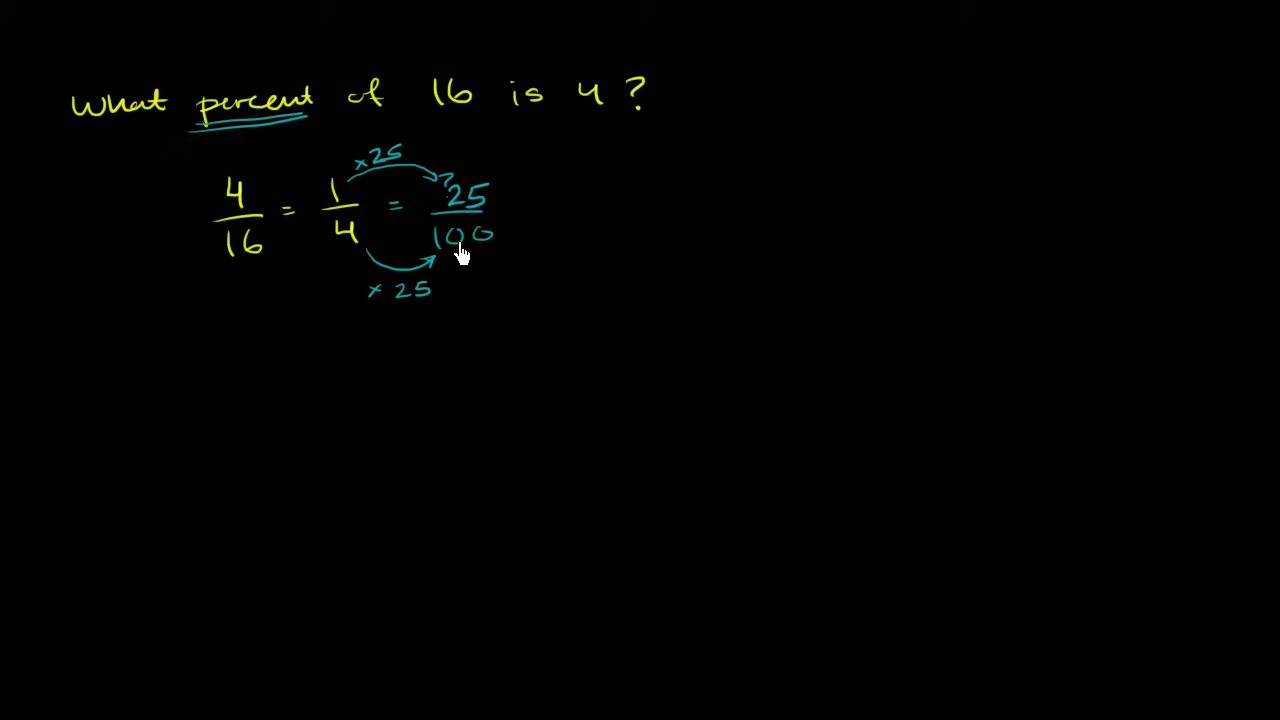 What percent of 16 is 4?
×25
4/16 = 1/4 = ?25/100
× 25